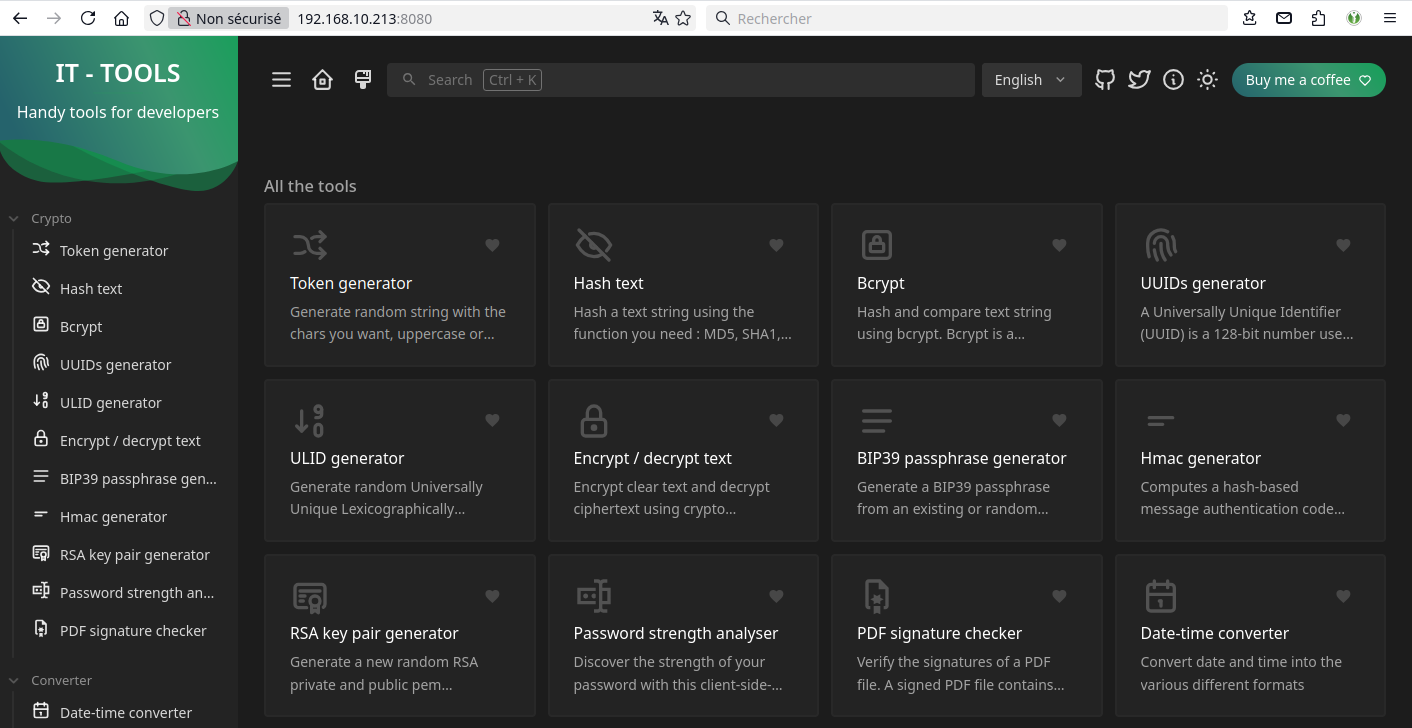 Non sécurisé 192.168.10.213:8080 Rechercher
IT - TOOLS
Handy tools for developers
Search Ctrl + K English Buy me a coffee
Crypto
Token generator
Hash text
Bcrypt
UUIDs generator
ULID generator
Encrypt / decrypt text
BIP39 passphrase gen...
Hmac generator
RSA key pair generator
Password strength an...
PDF signature checker
Converter
Date-time converter
All the tools
Token generator
Generate random string with the
chars you want, uppercase or...
Hash text
Hash a text string using the
function you need : MD5, SHA1,...
Bcrypt
Hash and compare text string
using bcrypt. Bcrypt is a...
UUIDs generator
A Universally Unique Identifier
(UUID) is a 128-bit number use...
ULID generator
Generate random Universally
Unique Lexicographically...
Encrypt / decrypt text
Encrypt clear text and decrypt
ciphertext using crypto...
BIP39 passphrase generator
Generate a BIP39 passphrase
from an existing or random...
Hmac generator
Computes a hash-based
message authentication code...
RSA key pair generator
Generate a new random RSA
private and public pem...
Password strength analyser
Discover the strength of your
password with this client-side-...
PDF signature checker
Verify the signatures of a PDF
file. A signed PDF file contains...
Date-time converter
Convert date and time into the
various different formats